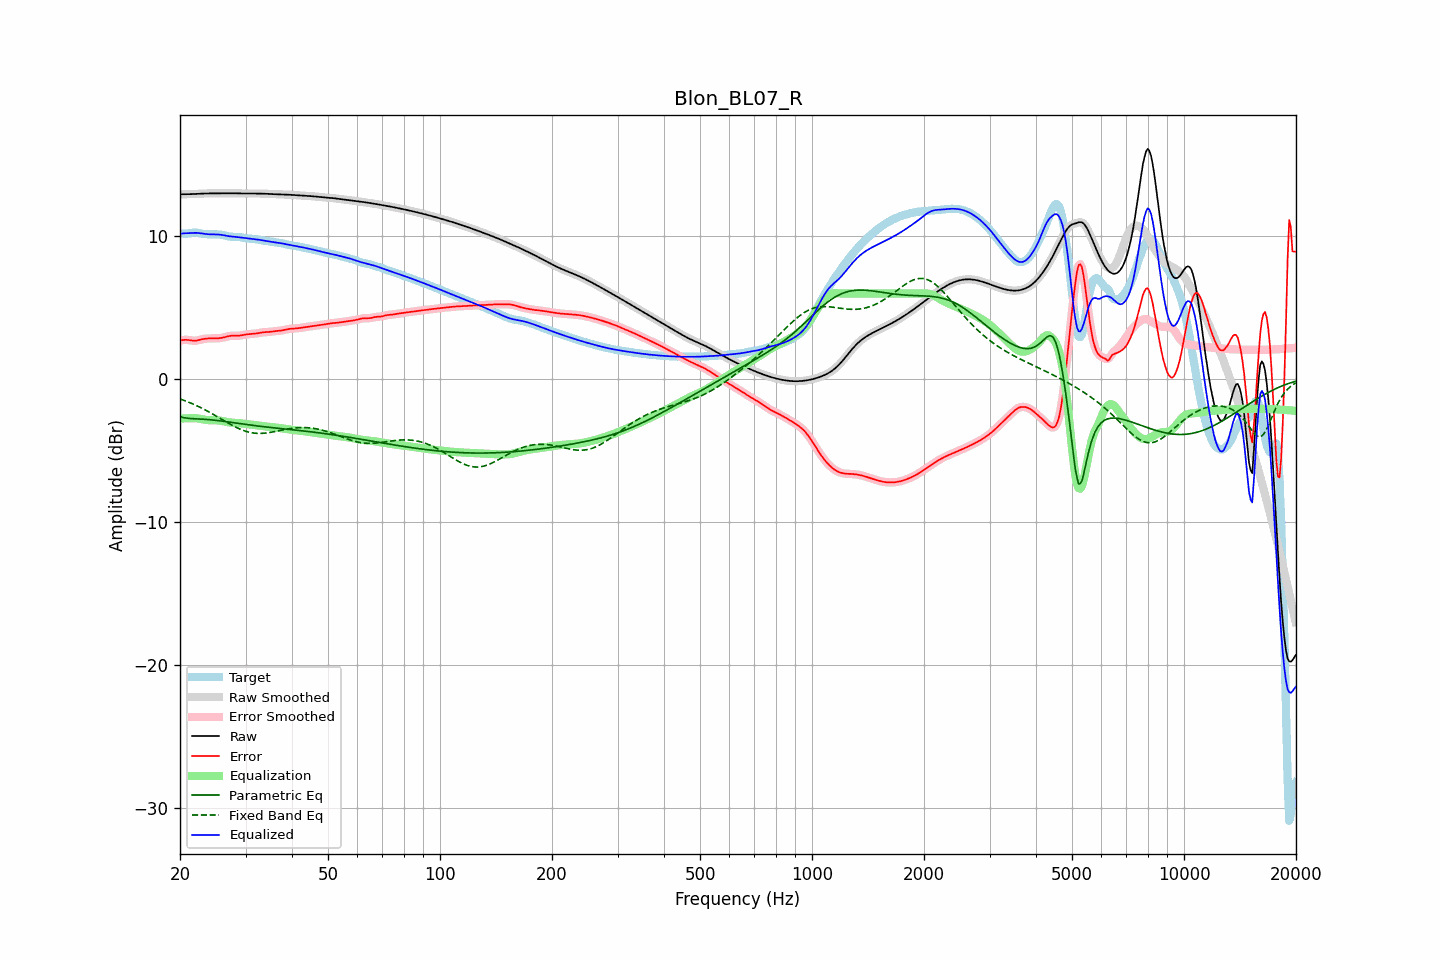 Blon_BL07_R
10
0
−10
−20
−30
Amplitude (dBr)
Target
Raw Smoothed
Error Smoothed
Raw
Error
Equalization
Parametric Eq
Fixed Band Eq
Equalized
20 50 100 200 500 1000 2000 5000 10000 20000
Frequency (Hz)